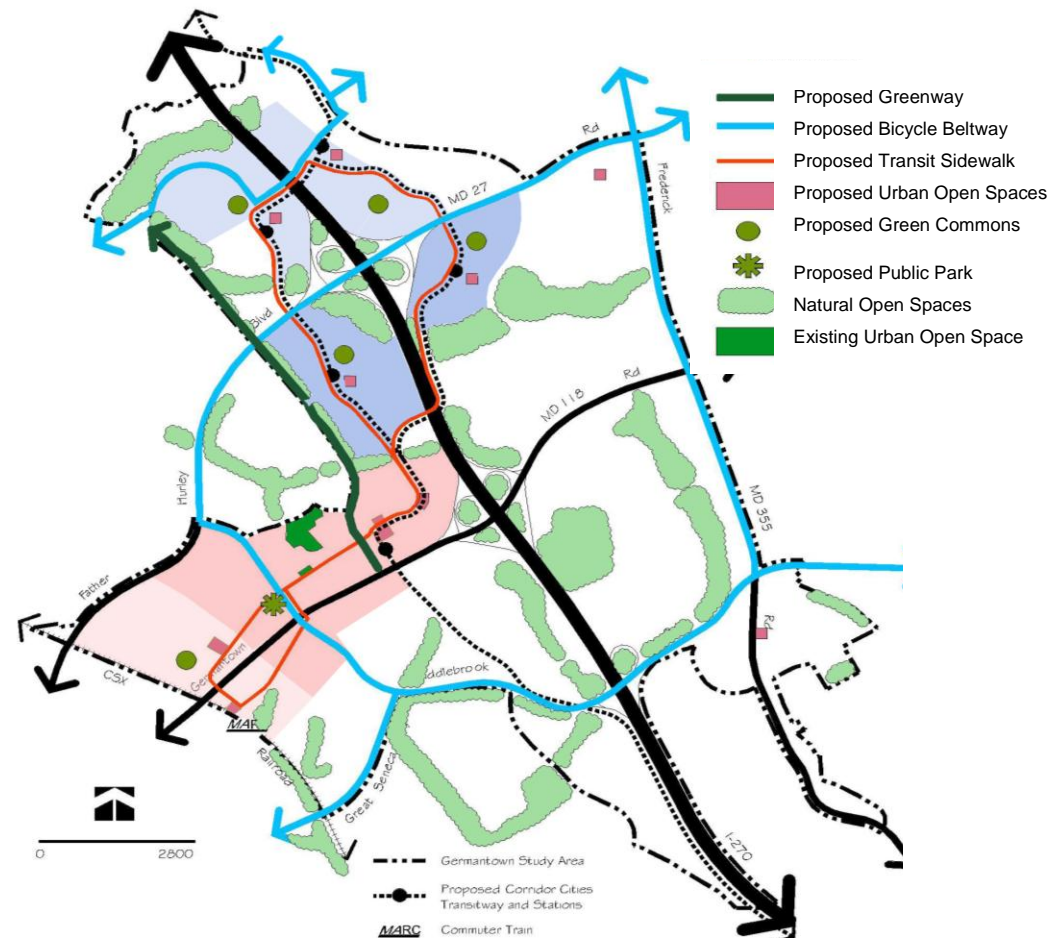 Proposed Greenway
Proposed Bicycle Beltway
Proposed Transit Sidewalk
Proposed Urban Open Spaces
Proposed Green Commons
Proposed Public Park
Natural Open Spaces
Existing Urban Open Space
Rd
MD 27
Frederick
Blvd
Rd
MD 118
Hurley
MD 355
Father
Rd
Germantown
ddlebrook
CSX
MAR
Railroad
Great Seneca
I-270
0
2800
Germantown Study Area
Proposed Corridor Cities
Transitway and Stations
MARC
Commuter Train